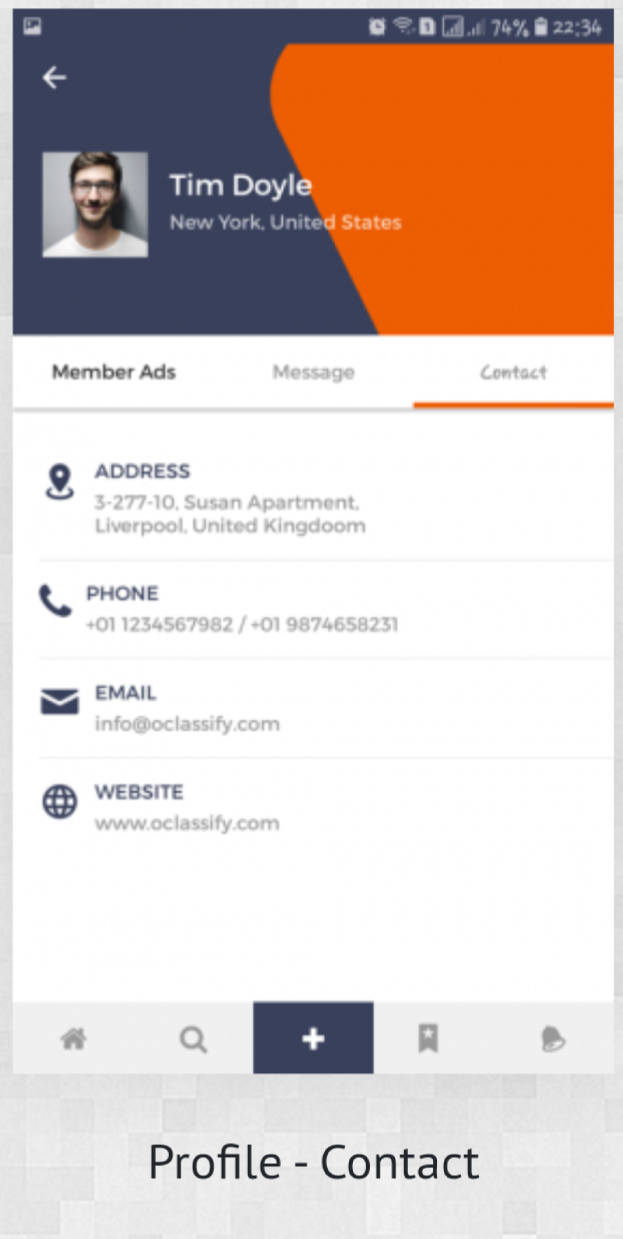 74% 22:34
Tim Doyle
New York, United States
Member Ads Message Contact
ADDRESS
3-277-10, Susan Apartment,
Liverpool, United Kingdoom
PHONE
+01 1234567982 / +01 9874658231
EMAIL
info@oclassify.com
WEBSITE
www.oclassify.com
Profile - Contact